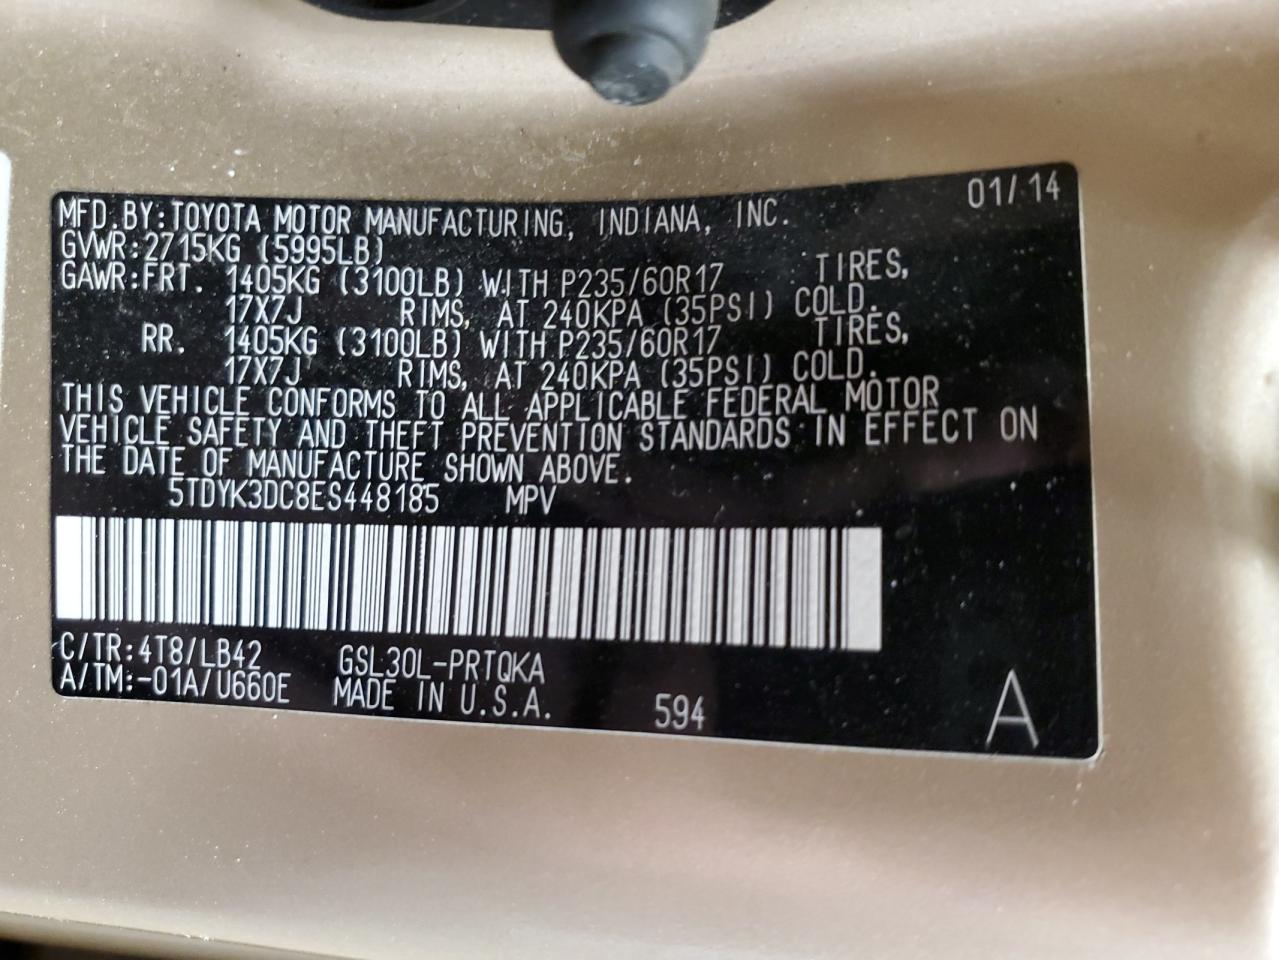 01/14
MFD.BY:TOYOTA MOTOR MANUFACTURING, INDIANA, INC.
GVWR:2715KG (5995LB)
GAWR:FRT. 1405KG (3100LB) WITH P235/60R17 TIRES,
17X7J RIMS, AT 240KPA (35PSI) COLD.
RR. 1405KG (3100LB) WITH P235/60R17 TIRES,
17X7J RIMS, AT 240KPA (35PSI) COLD.
THIS VEHICLE CONFORMS TO ALL APPLICABLE FEDERAL MOTOR
VEHICLE SAFETY AND THEFT PREVENTION STANDARDS IN EFFECT ON
THE DATE OF MANUFACTURE SHOWN ABOVE.
5TDYK3DC8ES448185 MPV
C/TR:4T8/LB42 GSL30L-PRTQKA
A/TM:-01A/U660E MADE IN U.S.A. 594 A